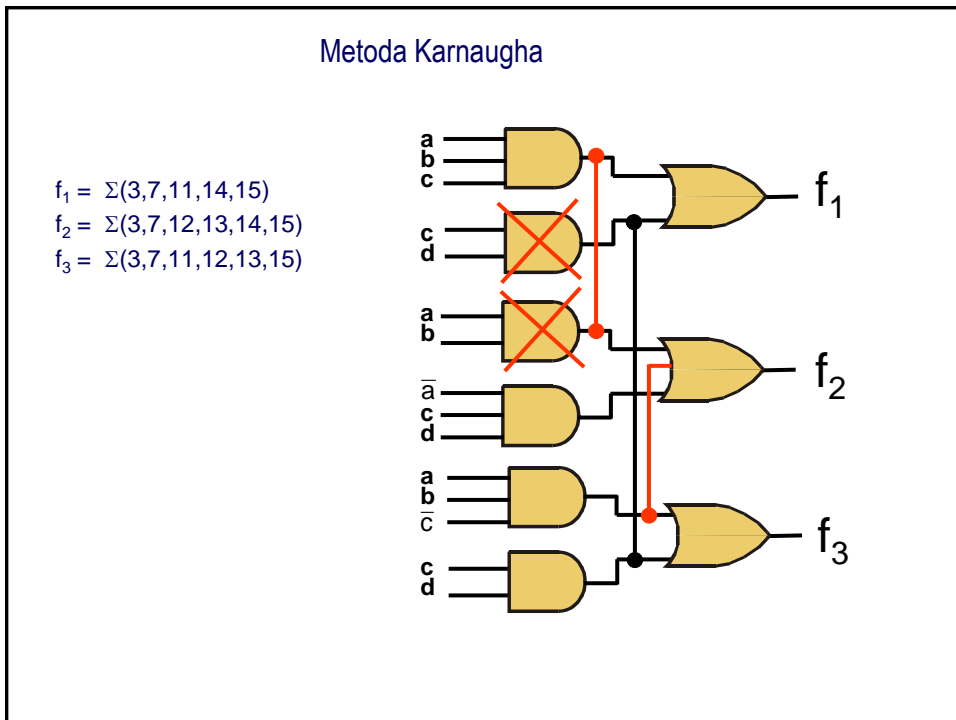 Metoda Karnaugha
f₁ = Σ(3,7,11,14,15)
f₂ = Σ(3,7,12,13,14,15)
f₃ = Σ(3,7,11,12,13,15)
a
b
c
c
d
a
b
a̅
c
d
a
b
c̅
c
d
f₁
f₂
f₃